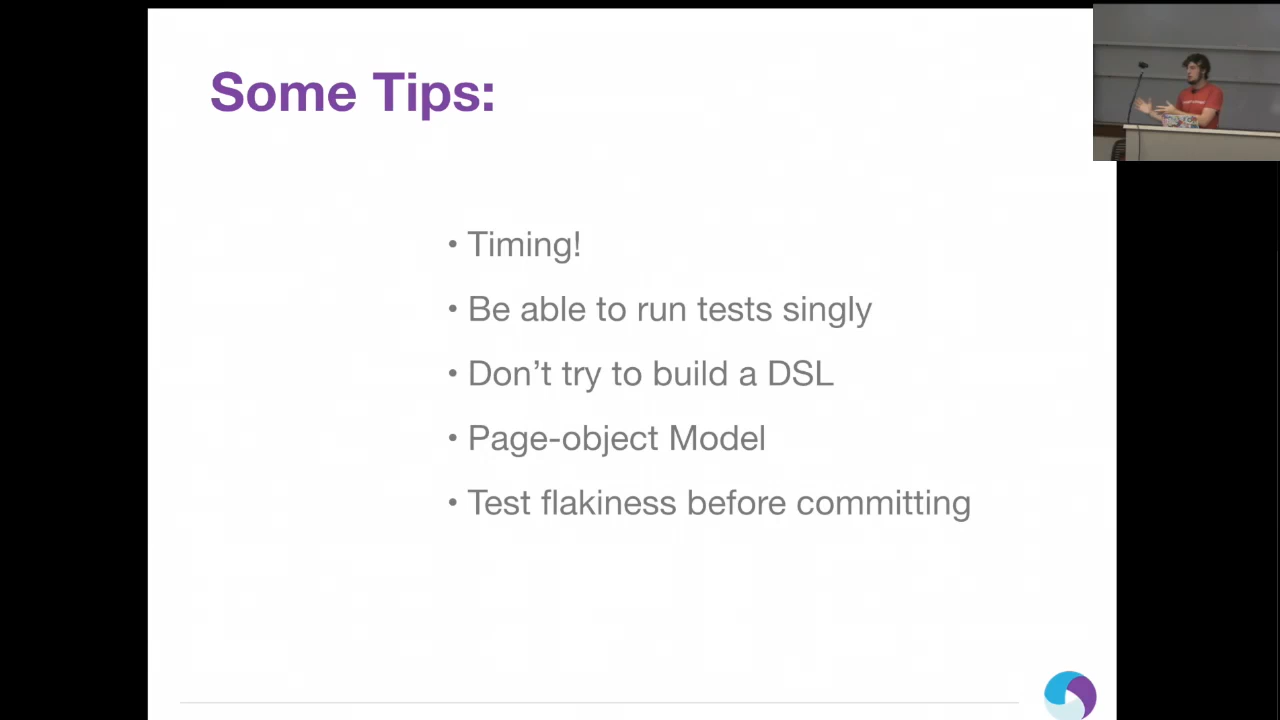 Some Tips:
• Timing!
• Be able to run tests singly
• Don’t try to build a DSL
• Page-object Model
• Test flakiness before committing